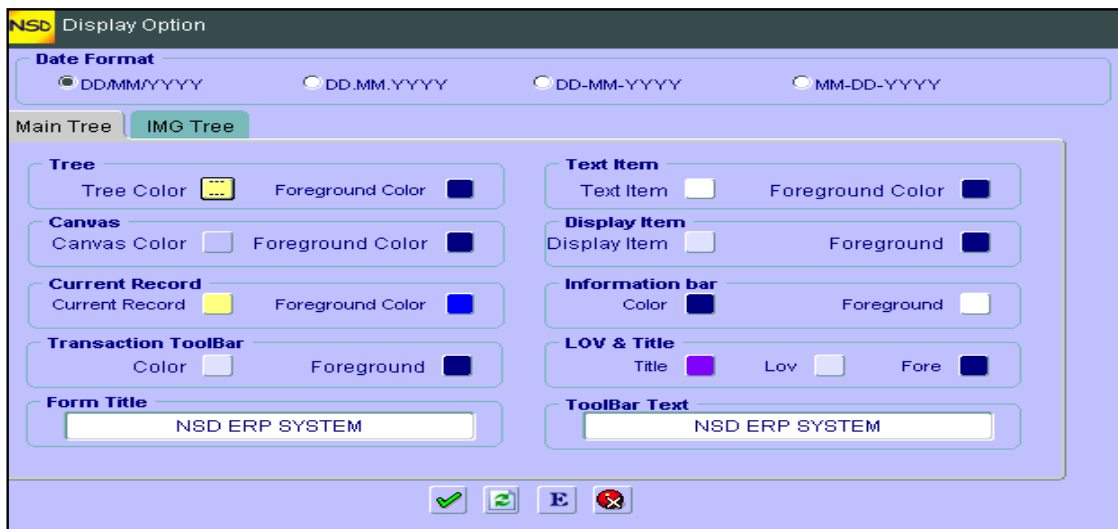 NSD Display Option
Date Format
DD/MM/YYYY DD.MM.YYYY DD-MM-YYYY MM-DD-YYYY
Main Tree IMG Tree
Tree Text Item
Tree Color ... Foreground Color Text Item Foreground Color
Canvas Display Item
Canvas Color Foreground Color Display Item Foreground
Current Record Information bar
Current Record Foreground Color Color Foreground
Transaction ToolBar LOV & Title
Color Foreground Title Lov Fore
Form Title ToolBar Text
NSD ERP SYSTEM NSD ERP SYSTEM
E